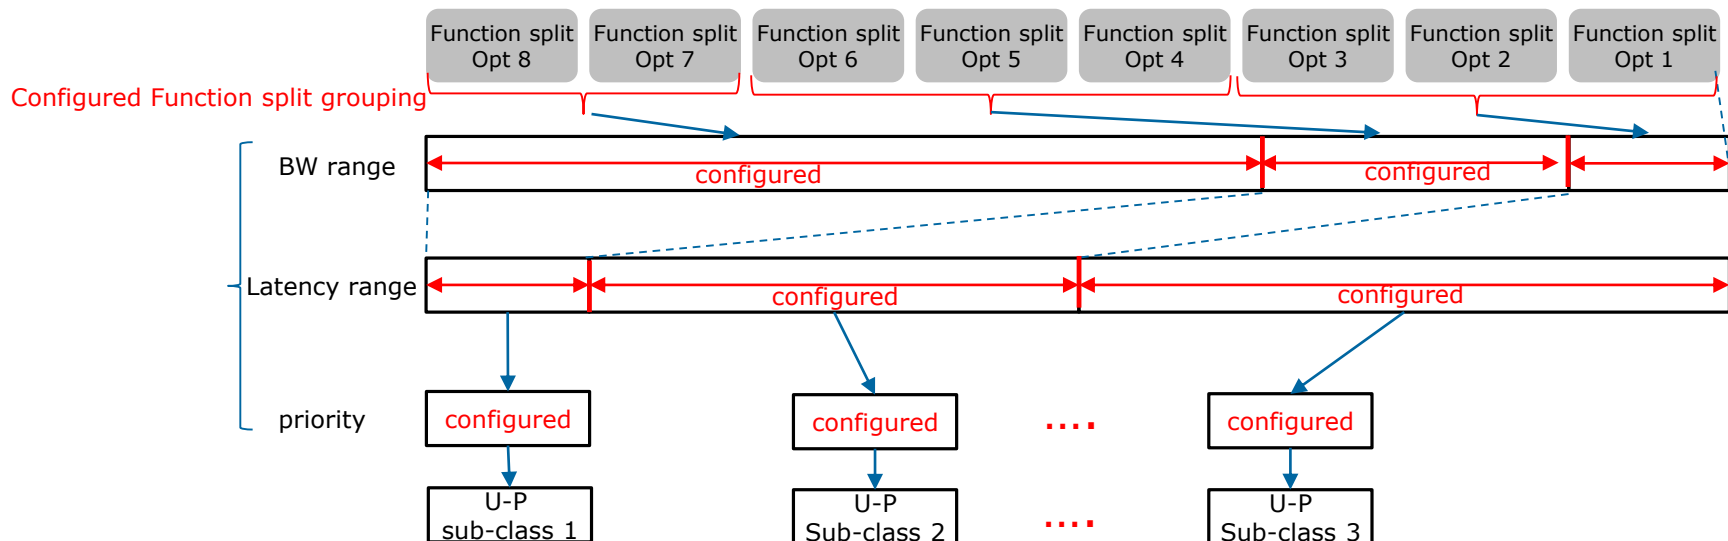 Function split
Opt 8
Function split
Opt 7
Function split
Opt 6
Function split
Opt 5
Function split
Opt 4
Function split
Opt 3
Function split
Opt 2
Function split
Opt 1
Configured Function split grouping
BW range
configured
configured
Latency range
configured
configured
priority
configured
configured
....
configured
U-P
sub-class 1
U-P
Sub-class 2
....
U-P
Sub-class 3